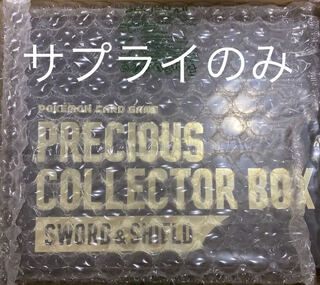 サプライのみ
POKÉMON CARD GAME
PRECIOUS
COLLECTOR BOX
SWORD & SHIELD